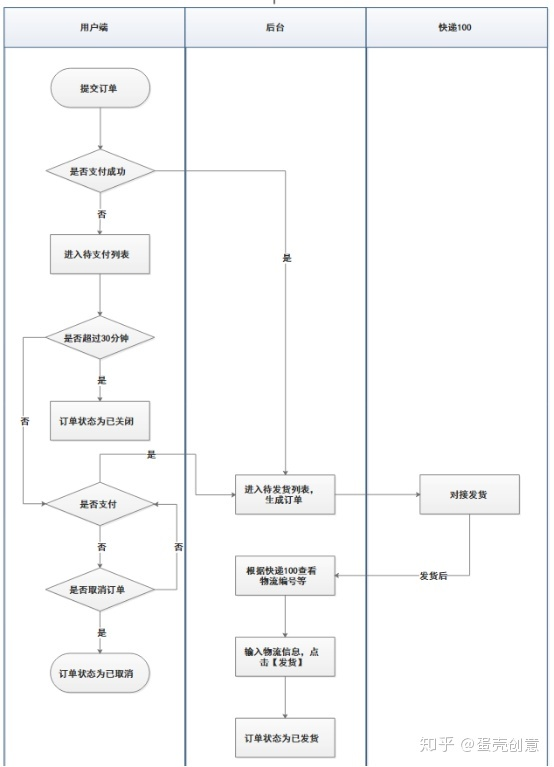 用户端
后台
快递100
提交订单
是否支付成功
否
是
进入待支付列表
是否超过30分钟
是
否
订单状态为已关闭
是
是否支付
进入待发货列表，
生成订单
对接发货
否
否
是否取消订单
根据快递100查看
物流编号等
发货后
是
订单状态为已取消
输入物流信息，点
击【发货】
订单状态为已发货
知乎 @蛋壳创意